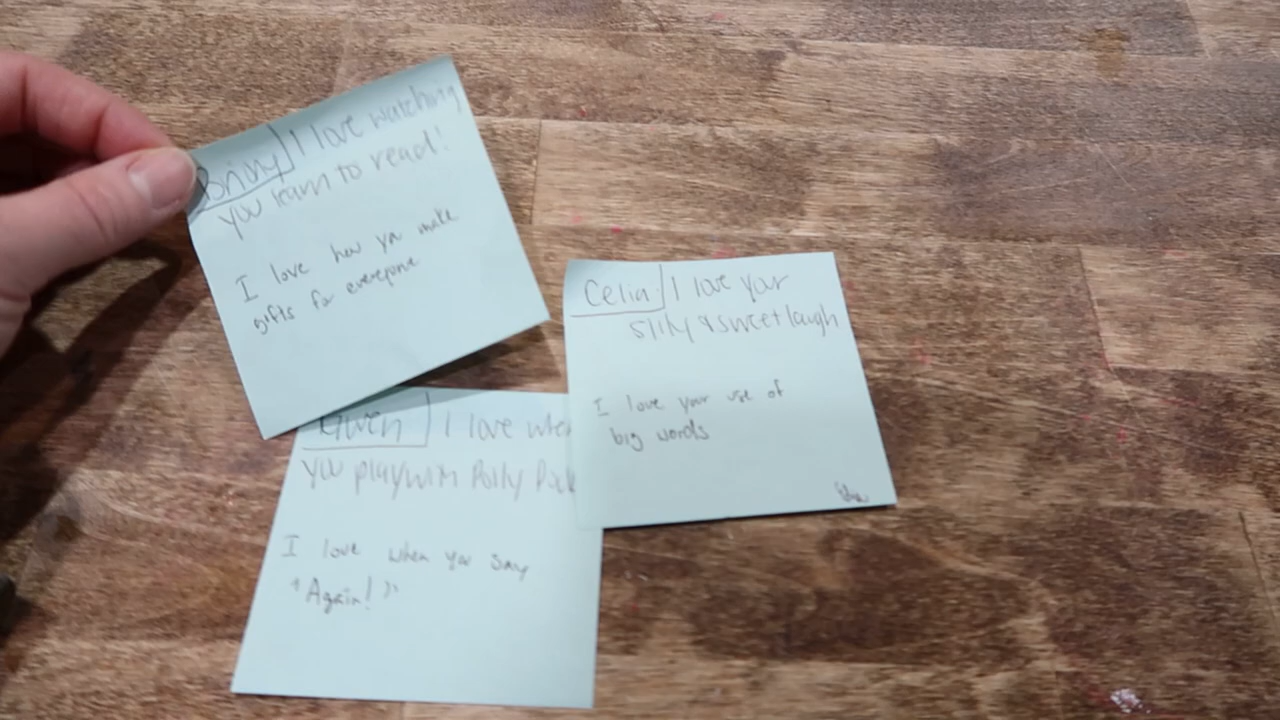 Briny I love watching
you learn to read!
I love how you make
gifts for everyone
Celia I love your
silly & sweet laugh
I love your use of
big words
Gwen I love whe
you play with Polly Pock
I love when you say
"Again!"